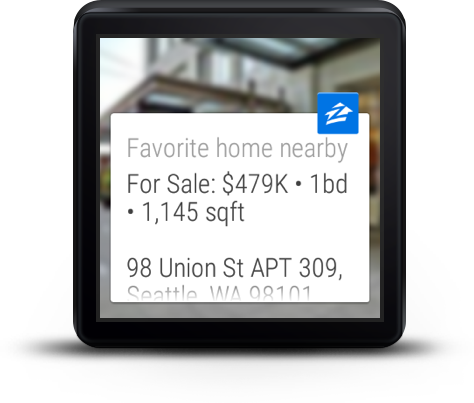 Favorite home nearby
For Sale: $479K • 1bd
• 1,145 sqft
98 Union St APT 309,
Seattle, WA 98101